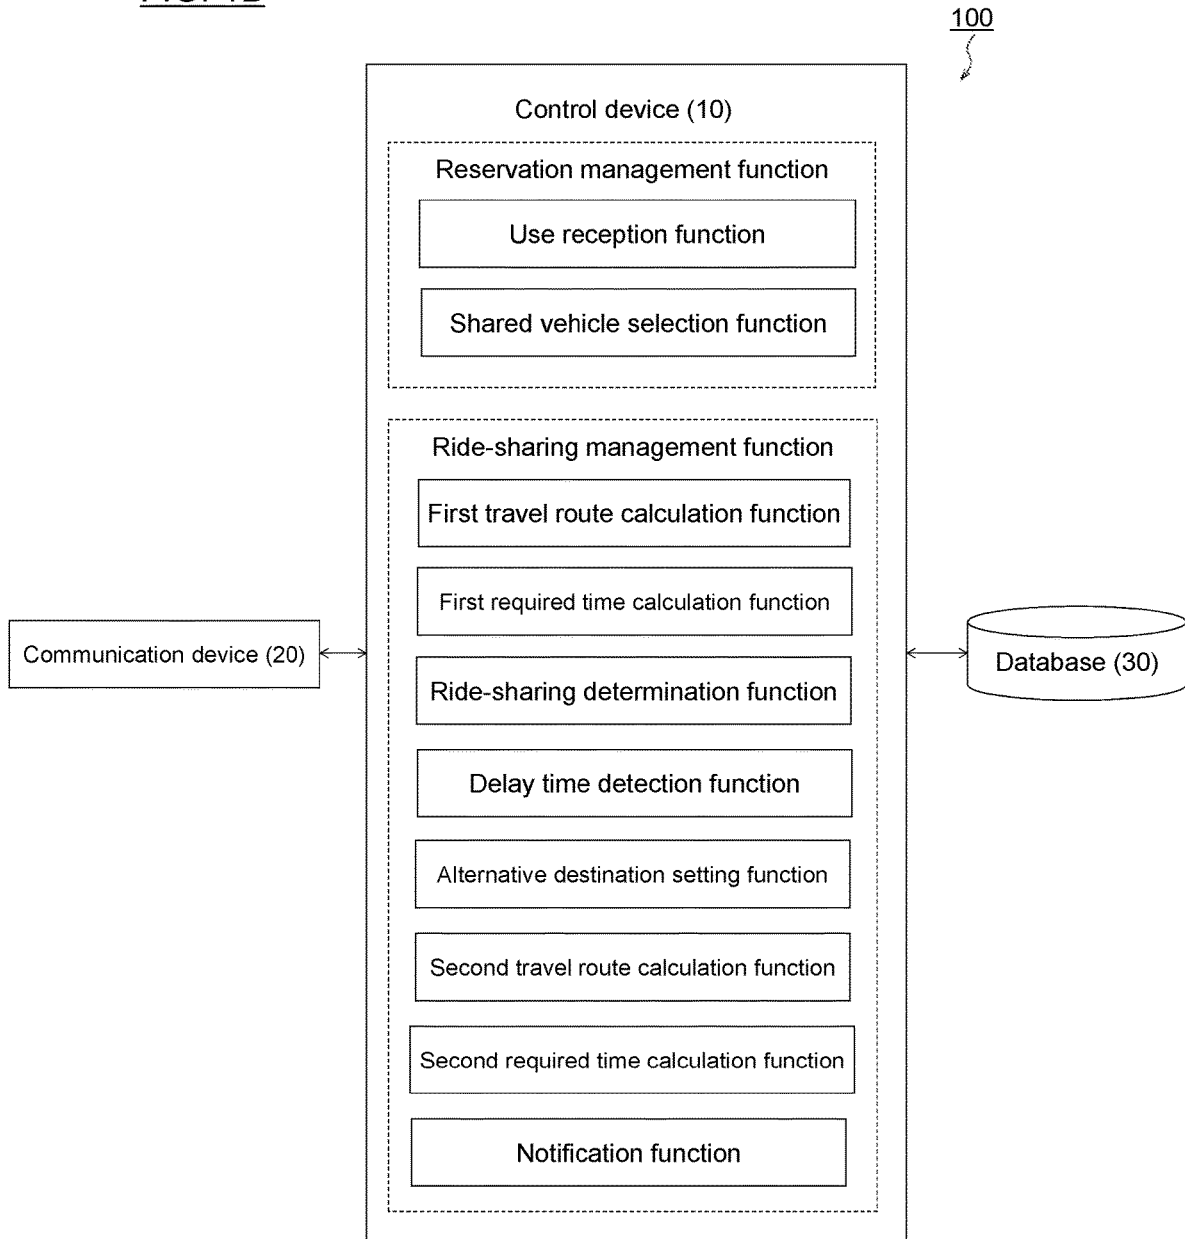 100
Control device (10)
Reservation management function
Use reception function
Shared vehicle selection function
Ride-sharing management function
First travel route calculation function
First required time calculation function
Ride-sharing determination function
Delay time detection function
Alternative destination setting function
Second travel route calculation function
Second required time calculation function
Notification function
Communication device (20)
Database (30)